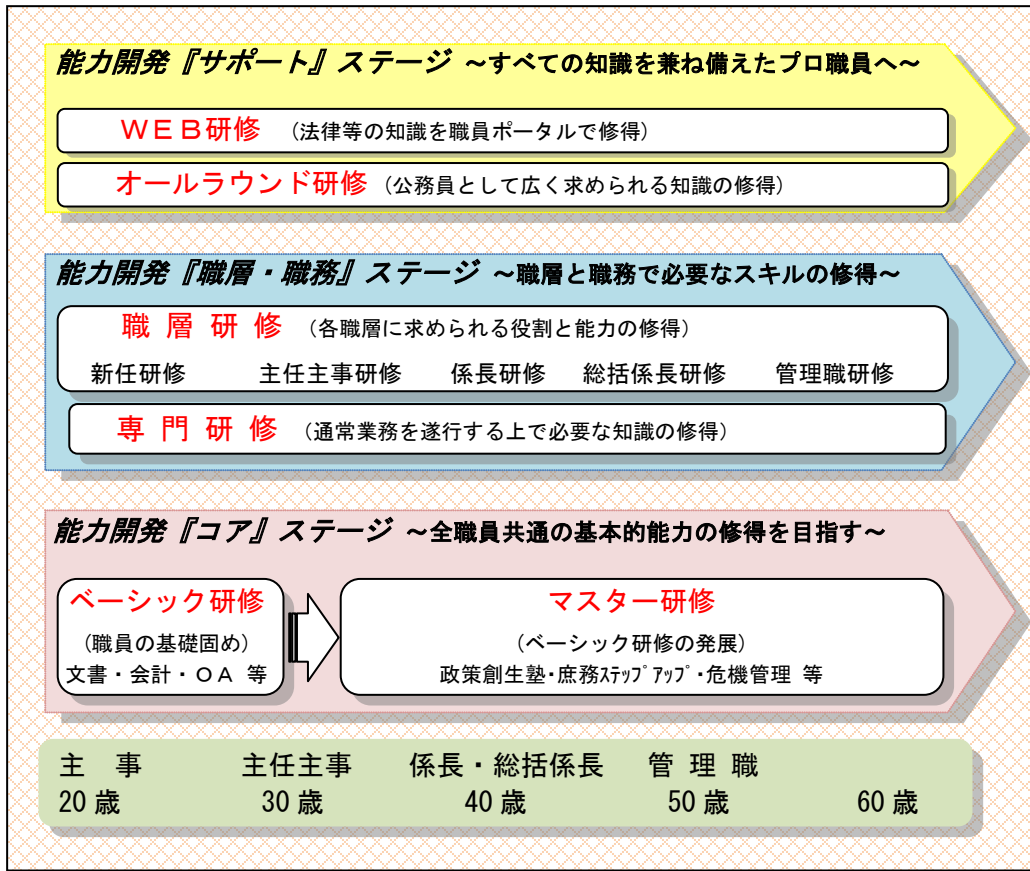 能力開発『サポート』ステージ ～すべての知識を兼ね備えたプロ職員へ～
ＷＥＢ研修 （法律等の知識を職員ポータルで修得）
オールラウンド研修 （公務員として広く求められる知識の修得）
能力開発『職層・職務』ステージ ～職層と職務で必要なスキルの修得～
職 層 研 修 （各職層に求められる役割と能力の修得）
新任研修 主任主事研修 係長研修 総括係長研修 管理職研修
専 門 研 修 （通常業務を遂行する上で必要な知識の修得）
能力開発『コア』ステージ ～全職員共通の基本的能力の修得を目指す～
ベーシック研修
（職員の基礎固め）
文書・会計・ＯＡ 等
マスター研修
（ベーシック研修の発展）
政策創生塾・庶務ｽﾃｯﾌﾟｱｯﾌﾟ・危機管理 等
主　事 主任主事 係長・総括係長 管 理 職
20 歳 30 歳 40 歳 50 歳 60 歳